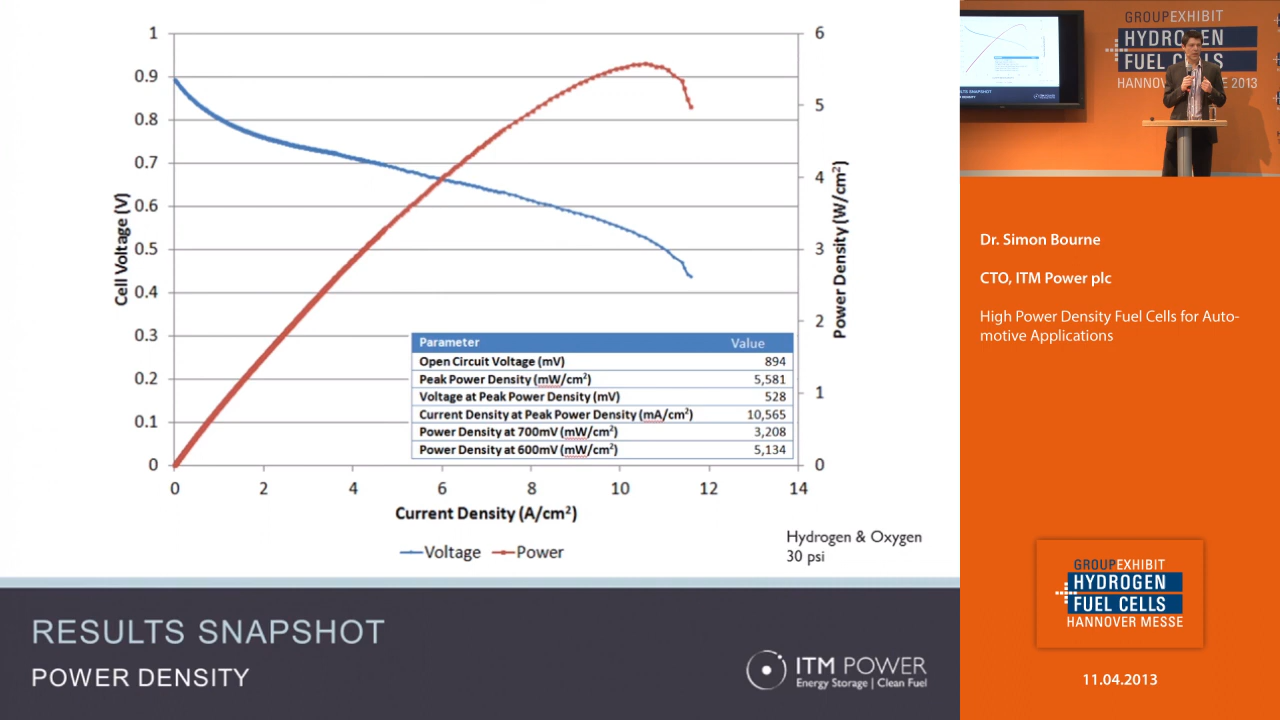 1
0.9
0.8
0.7
0.6
0.5
0.4
0.3
0.2
0.1
0
Cell Voltage (V)
6
5
4
3
2
1
0
Power Density (W/cm²)
Parameter Value
Open Circuit Voltage (mV) 894
Peak Power Density (mW/cm²) 5,581
Voltage at Peak Power Density (mV) 528
Current Density at Peak Power Density (mA/cm²) 10,565
Power Density at 700mV (mW/cm²) 3,208
Power Density at 600mV (mW/cm²) 5,134
0 2 4 6 8 10 12 14
Current Density (A/cm²)
Voltage Power
Hydrogen & Oxygen
30 psi
RESULTS SNAPSHOT
POWER DENSITY
ITM POWER
Energy Storage | Clean Fuel
GROUP EXHIBIT
HYDROGEN
FUEL CELLS
Dr. Simon Bourne
CTO, ITM Power plc
High Power Density Fuel Cells for Auto-
motive Applications
GROUP EXHIBIT
HYDROGEN
FUEL CELLS
HANNOVER MESSE
11.04.2013